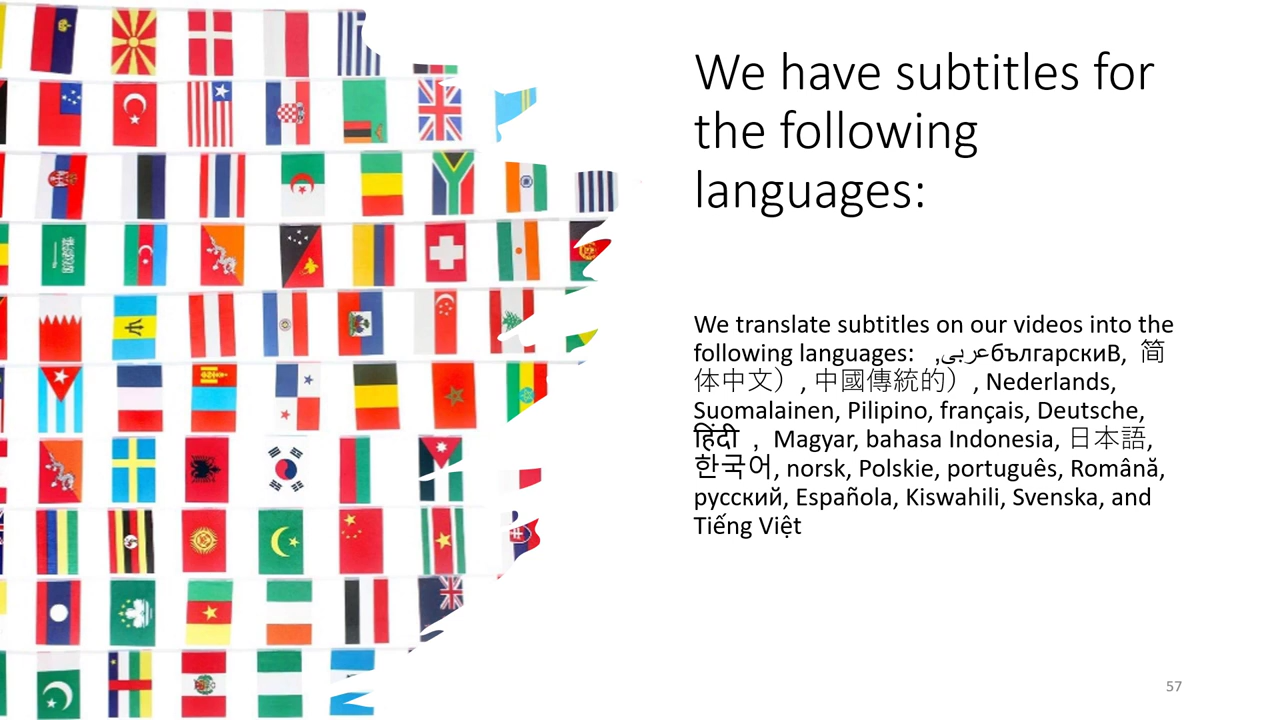 We have subtitles for
the following
languages:
We translate subtitles on our videos into the
following languages:   عربى, българскиB,  简
体中文）, 中國傳統的）, Nederlands,
Suomalainen, Pilipino, français, Deutsche,
हिंदी  ,  Magyar, bahasa Indonesia, 日本語,
한국어, norsk, Polskie, português, Română,
русский, Española, Kiswahili, Svenska, and
Tiếng Việt
57